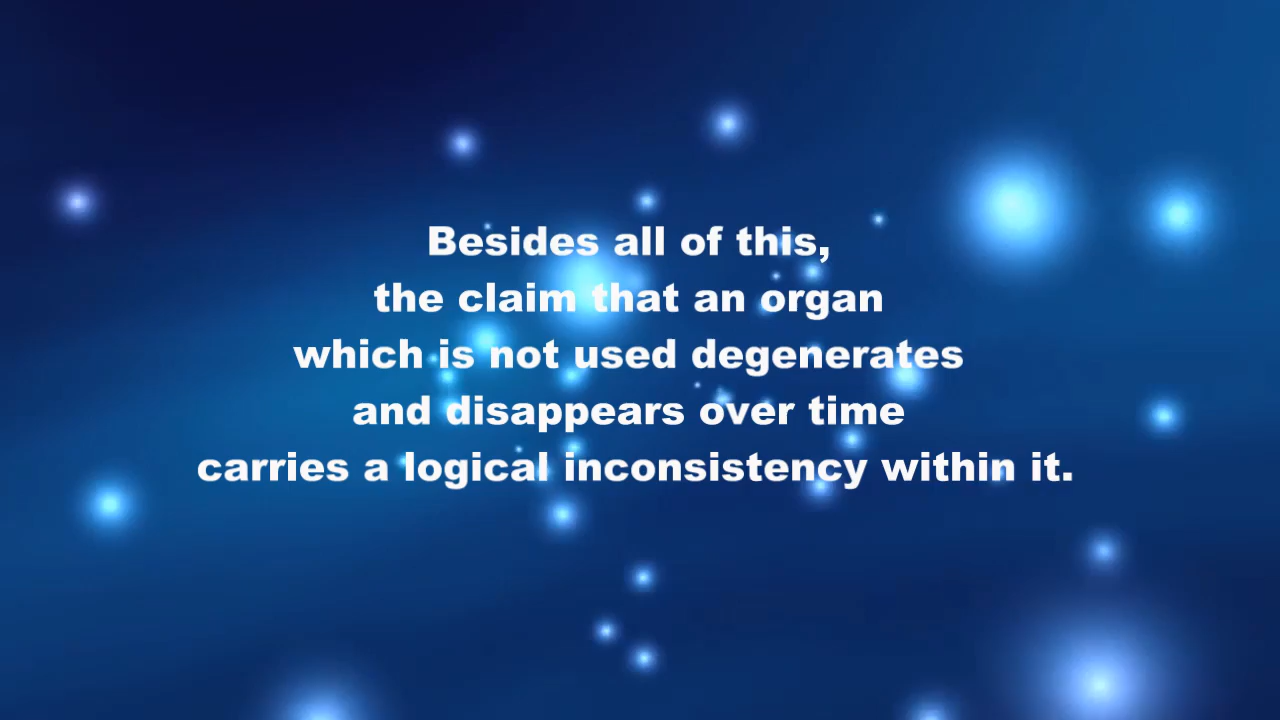 Besides all of this,
the claim that an organ
which is not used degenerates
and disappears over time
carries a logical inconsistency within it.